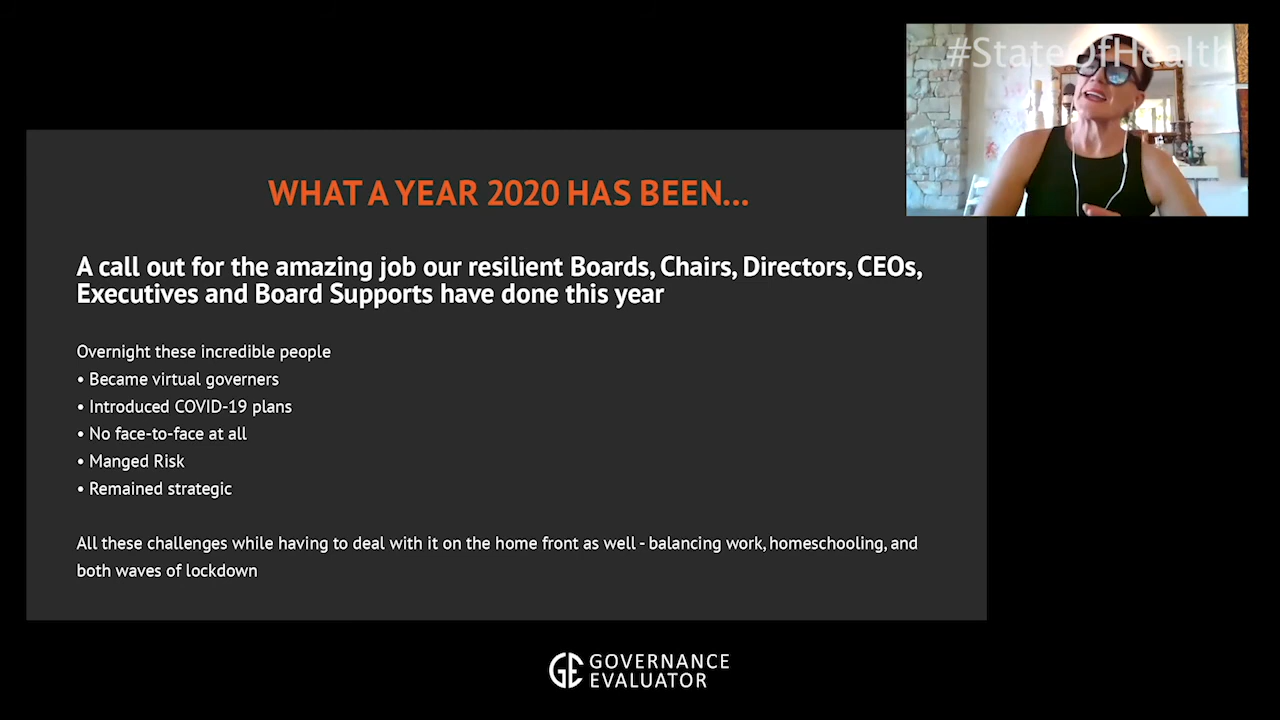 #StateOfHealth
WHAT A YEAR 2020 HAS BEEN...
A call out for the amazing job our resilient Boards, Chairs, Directors, CEOs,
Executives and Board Supports have done this year
Overnight these incredible people
• Became virtual governers
• Introduced COVID-19 plans
• No face-to-face at all
• Manged Risk
• Remained strategic
All these challenges while having to deal with it on the home front as well - balancing work, homeschooling, and
both waves of lockdown
GE GOVERNANCE
EVALUATOR